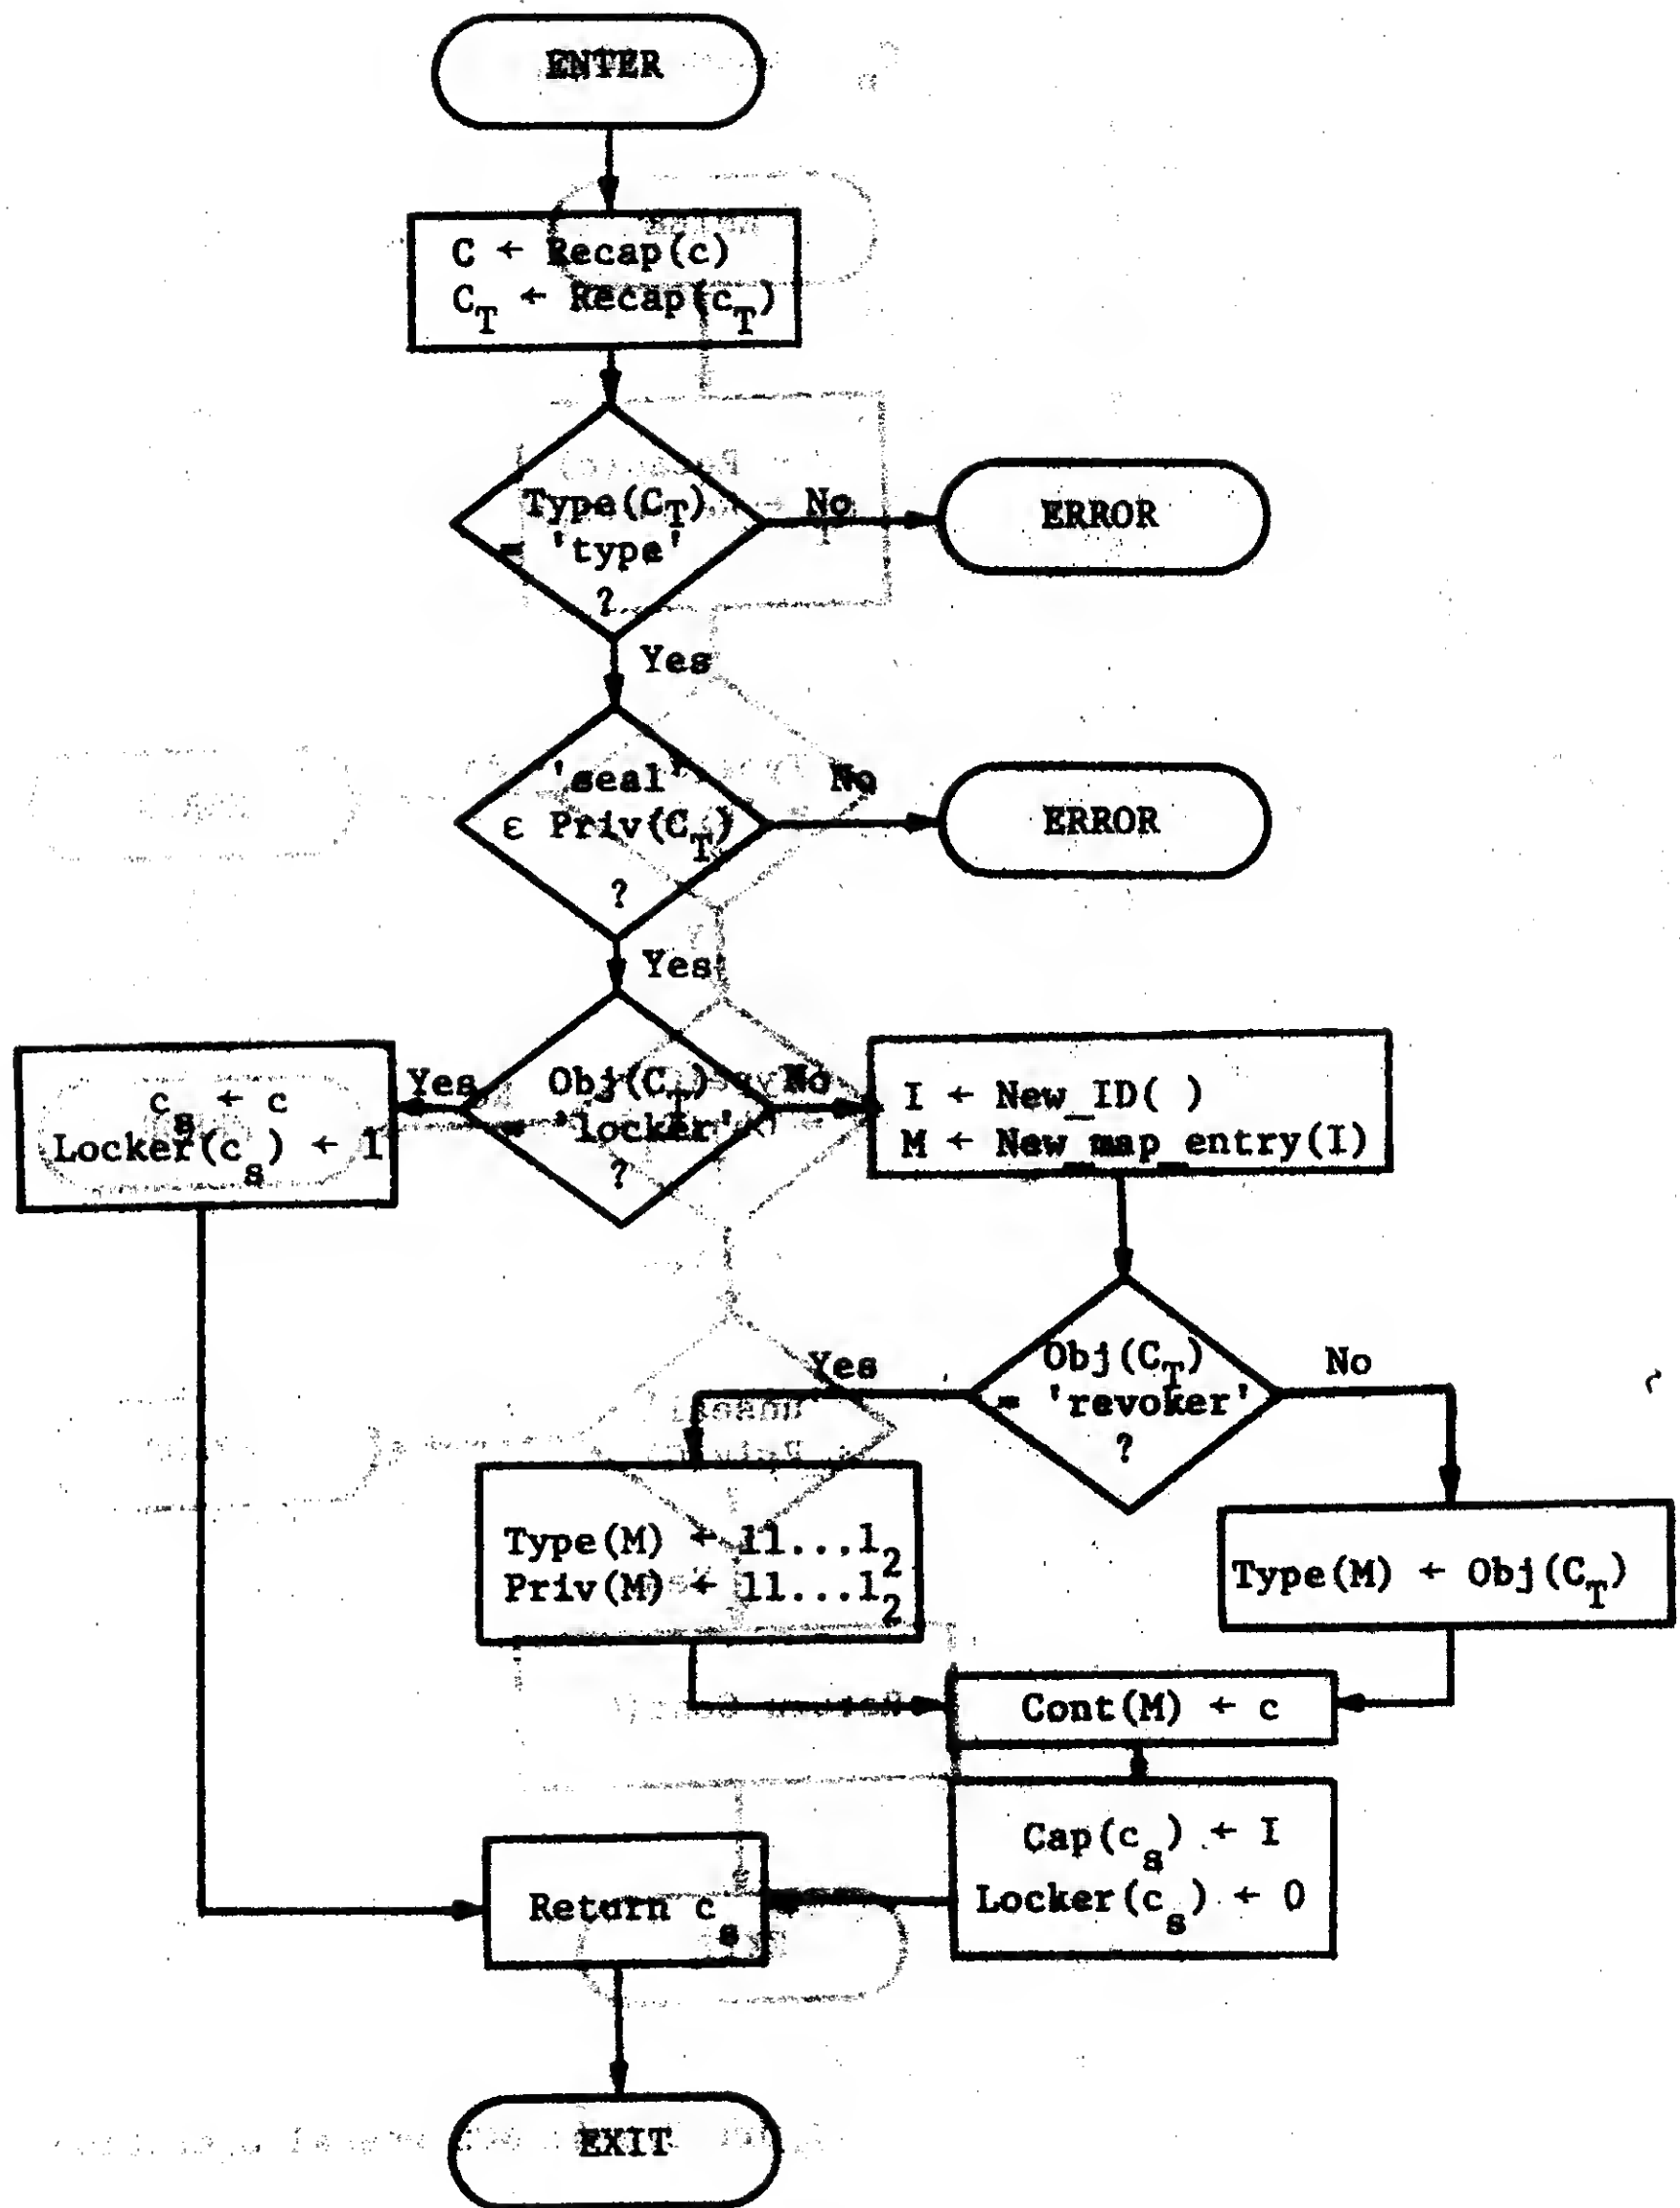 ENTER
C ← Recap(c)
C_T ← Recap(c_T)
Type(C_T)
= 'type'
?
No
ERROR
Yes
'seal'
ε Priv(C_T)
?
No
ERROR
Yes
Obj(C_T)
= 'locker'
?
Yes
c_s ← c
Locker(c_s) ← 1
No
I ← New_ID( )
M ← New_map_entry(I)
Obj(C_T)
= 'revoker'
?
Yes
No
Type(M) ← 11...1_2
Priv(M) ← 11...1_2
Type(M) ← Obj(C_T)
Cont(M) ← c
Cap(c_s) ← I
Locker(c_s) ← 0
Return c_s
EXIT